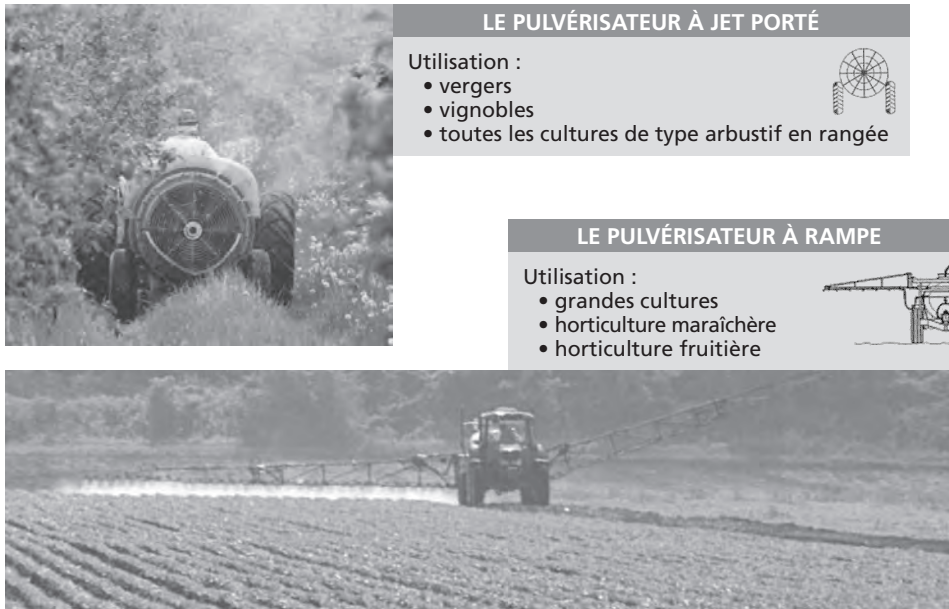 LE PULVÉRISATEUR À JET PORTÉ
Utilisation :
• vergers
• vignobles
• toutes les cultures de type arbustif en rangée
LE PULVÉRISATEUR À RAMPE
Utilisation :
• grandes cultures
• horticulture maraîchère
• horticulture fruitière